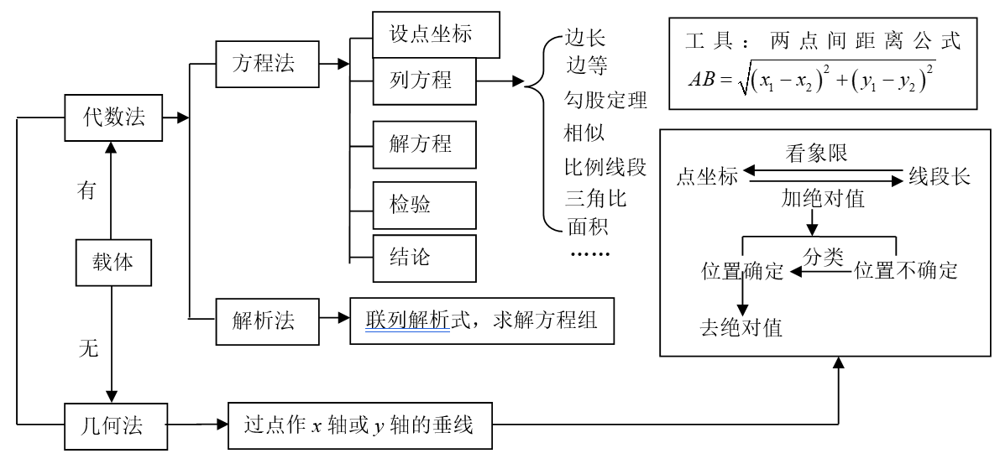 设点坐标
方程法
列方程
解方程
检验
结论
边长
边等
勾股定理
相似
比例线段
三角比
面积
……
工具：两点间距离公式
AB=√((x₁−x₂)²+(y₁−y₂)²)
代数法
有
载体
无
几何法
解析法
联列解析式，求解方程组
过点作 x 轴或 y 轴的垂线
看象限
点坐标
线段长
加绝对值
分类
位置确定
位置不确定
去绝对值